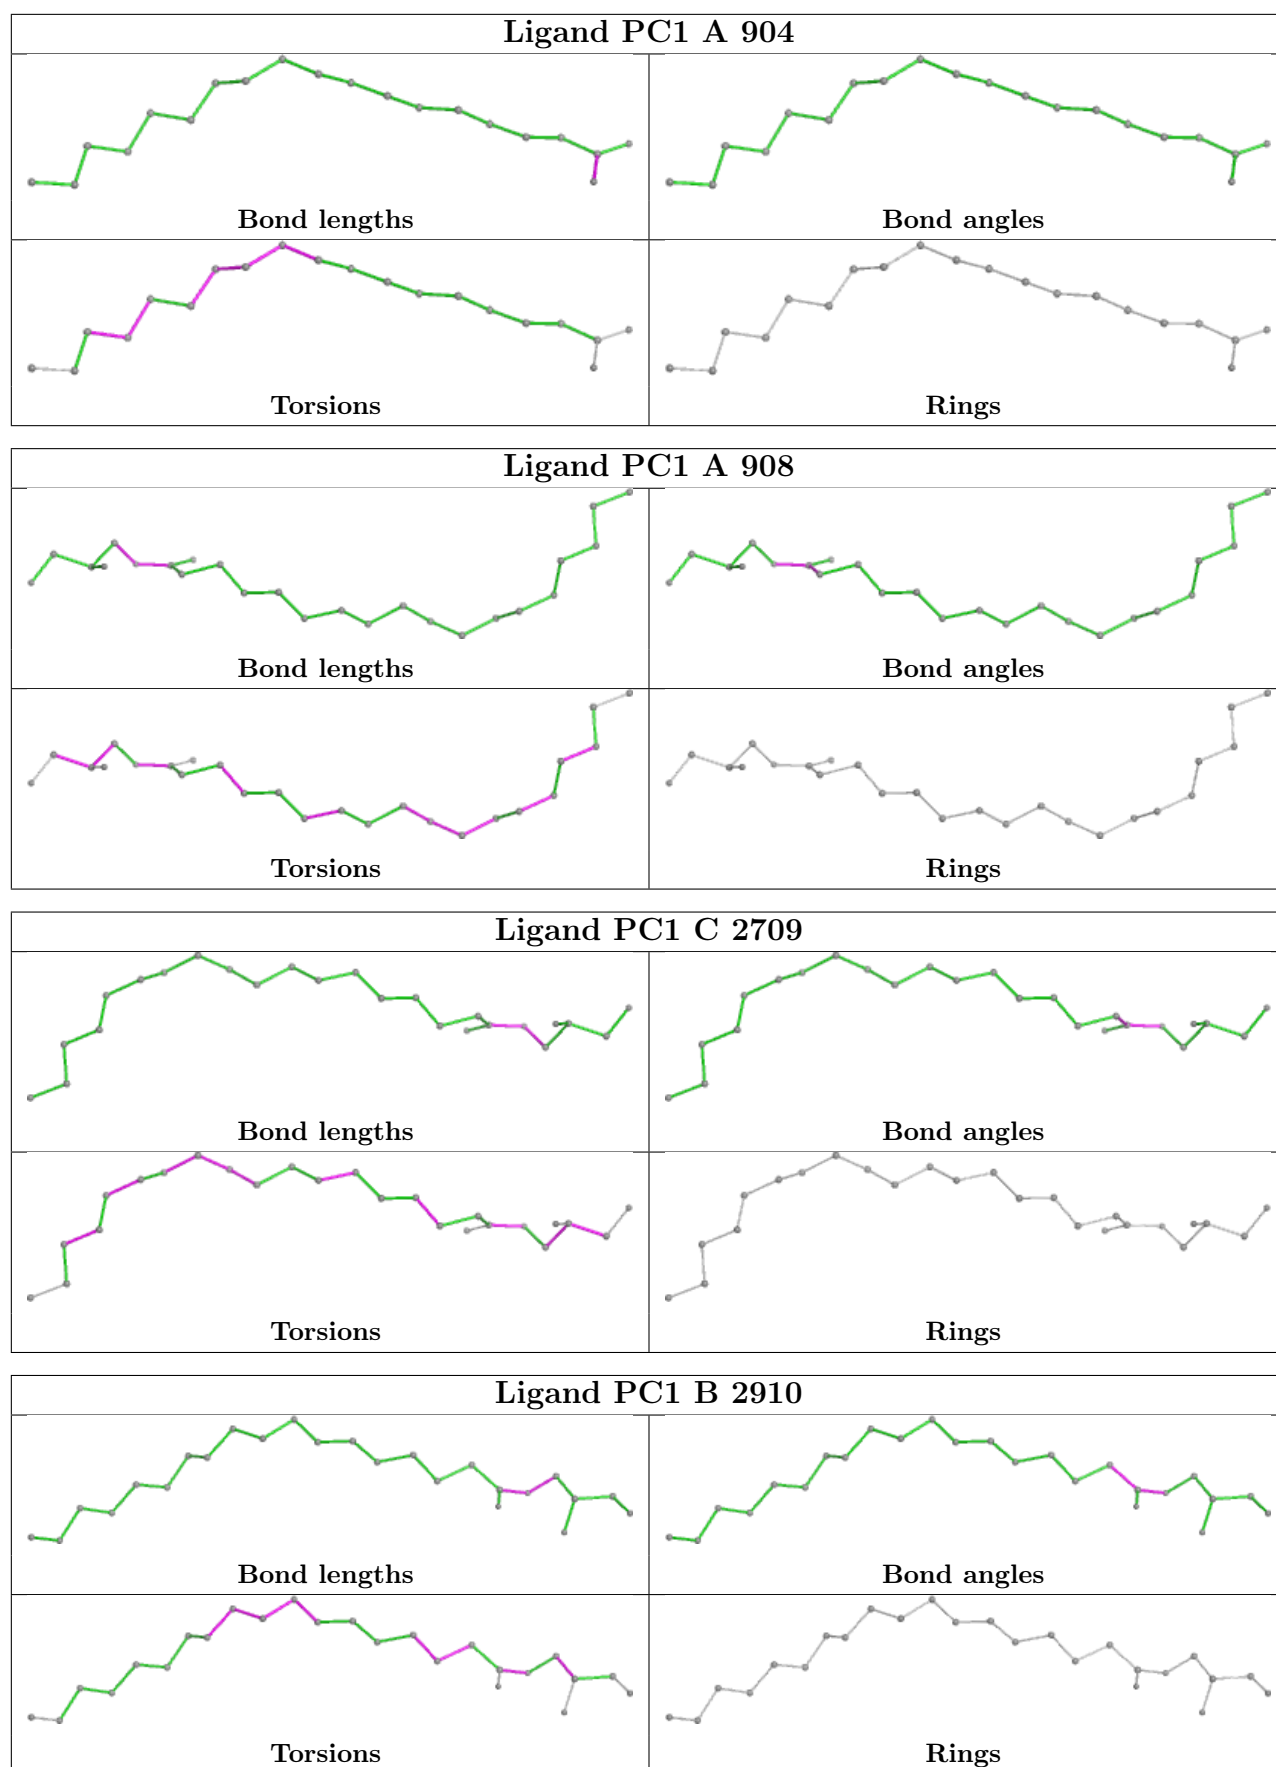 Ligand PC1 A 904
Bond lengths
Bond angles
Torsions
Rings
Ligand PC1 A 908
Bond lengths
Bond angles
Torsions
Rings
Ligand PC1 C 2709
Bond lengths
Bond angles
Torsions
Rings
Ligand PC1 B 2910
Bond lengths
Bond angles
Torsions
Rings